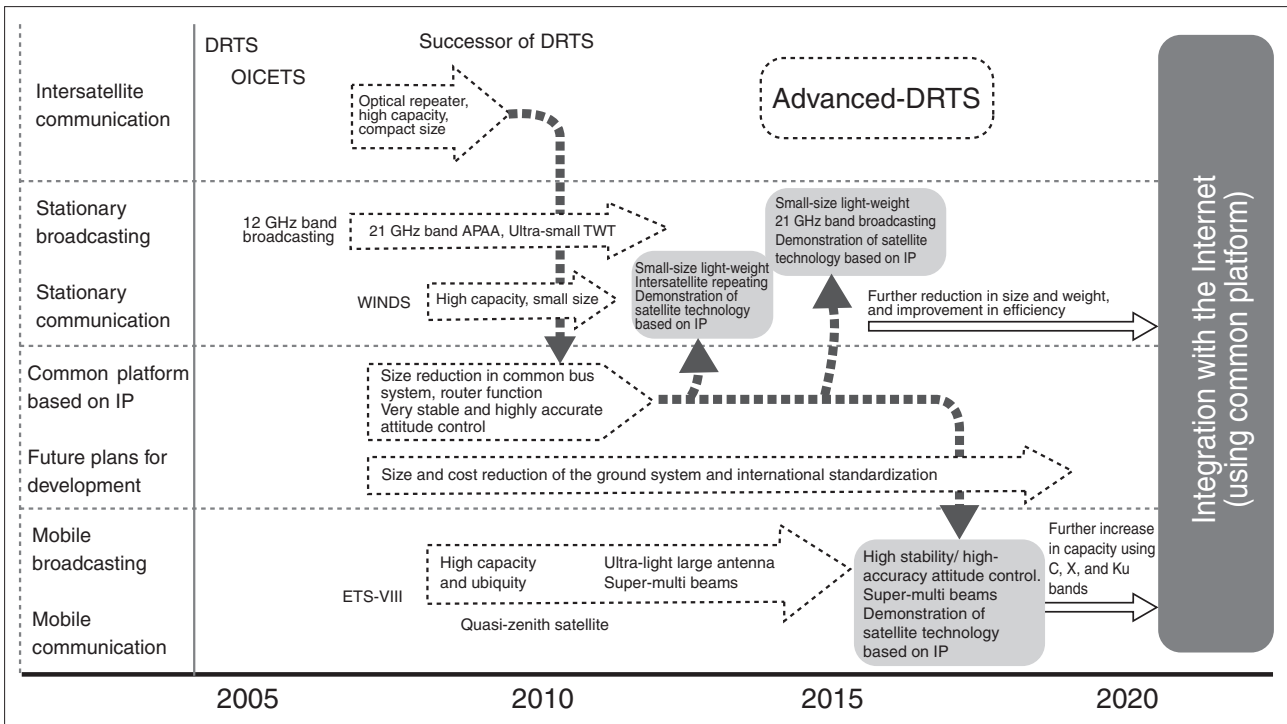 DRTS
OICETS
Successor of DRTS
Intersatellite
communication
Optical repeater,
high capacity,
compact size
Advanced-DRTS
Stationary
broadcasting
12 GHz band
broadcasting
21 GHz band APAA, Ultra-small TWT
Small-size light-weight
21 GHz band broadcasting
Demonstration of satellite
technology based on IP
Stationary
communication
WINDS
High capacity, small size
Small-size light-weight
Intersatellite repeating
Demonstration of
satellite technology
based on IP
Further reduction in size and weight,
and improvement in efficiency
Common platform
based on IP
Size reduction in common bus
system, router function
Very stable and highly accurate
attitude control
Future plans for
development
Size and cost reduction of the ground system and international standardization
Mobile
broadcasting
Mobile
communication
ETS-VIII
High capacity
and ubiquity
Ultra-light large antenna
Super-multi beams
Quasi-zenith satellite
High stability/ high-
accuracy attitude control.
Super-multi beams
Demonstration of
satellite technology
based on IP
Further increase
in capacity using
C, X, and Ku
bands
Integration with the Internet
(using common platform)
2005
2010
2015
2020